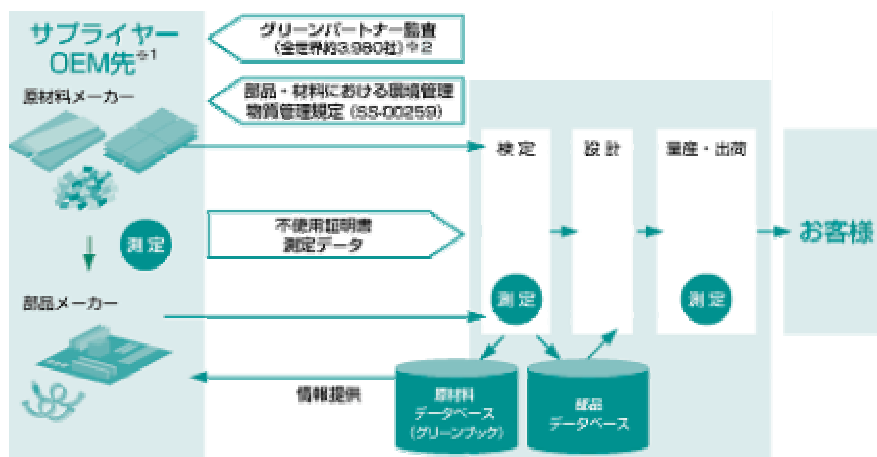 サプライヤー
OEM先※1
原材料メーカー
測定
部品メーカー
グリーンパートナー監査
(全世界約3,980社)※2
部品・材料における環境管理
物質管理規定 (SS-00259)
不使用証明書
測定データ
検定
測定
設計
量産・出荷
測定
お客様
情報提供
原材料
データベース
(グリーンブック)
部品
データベース